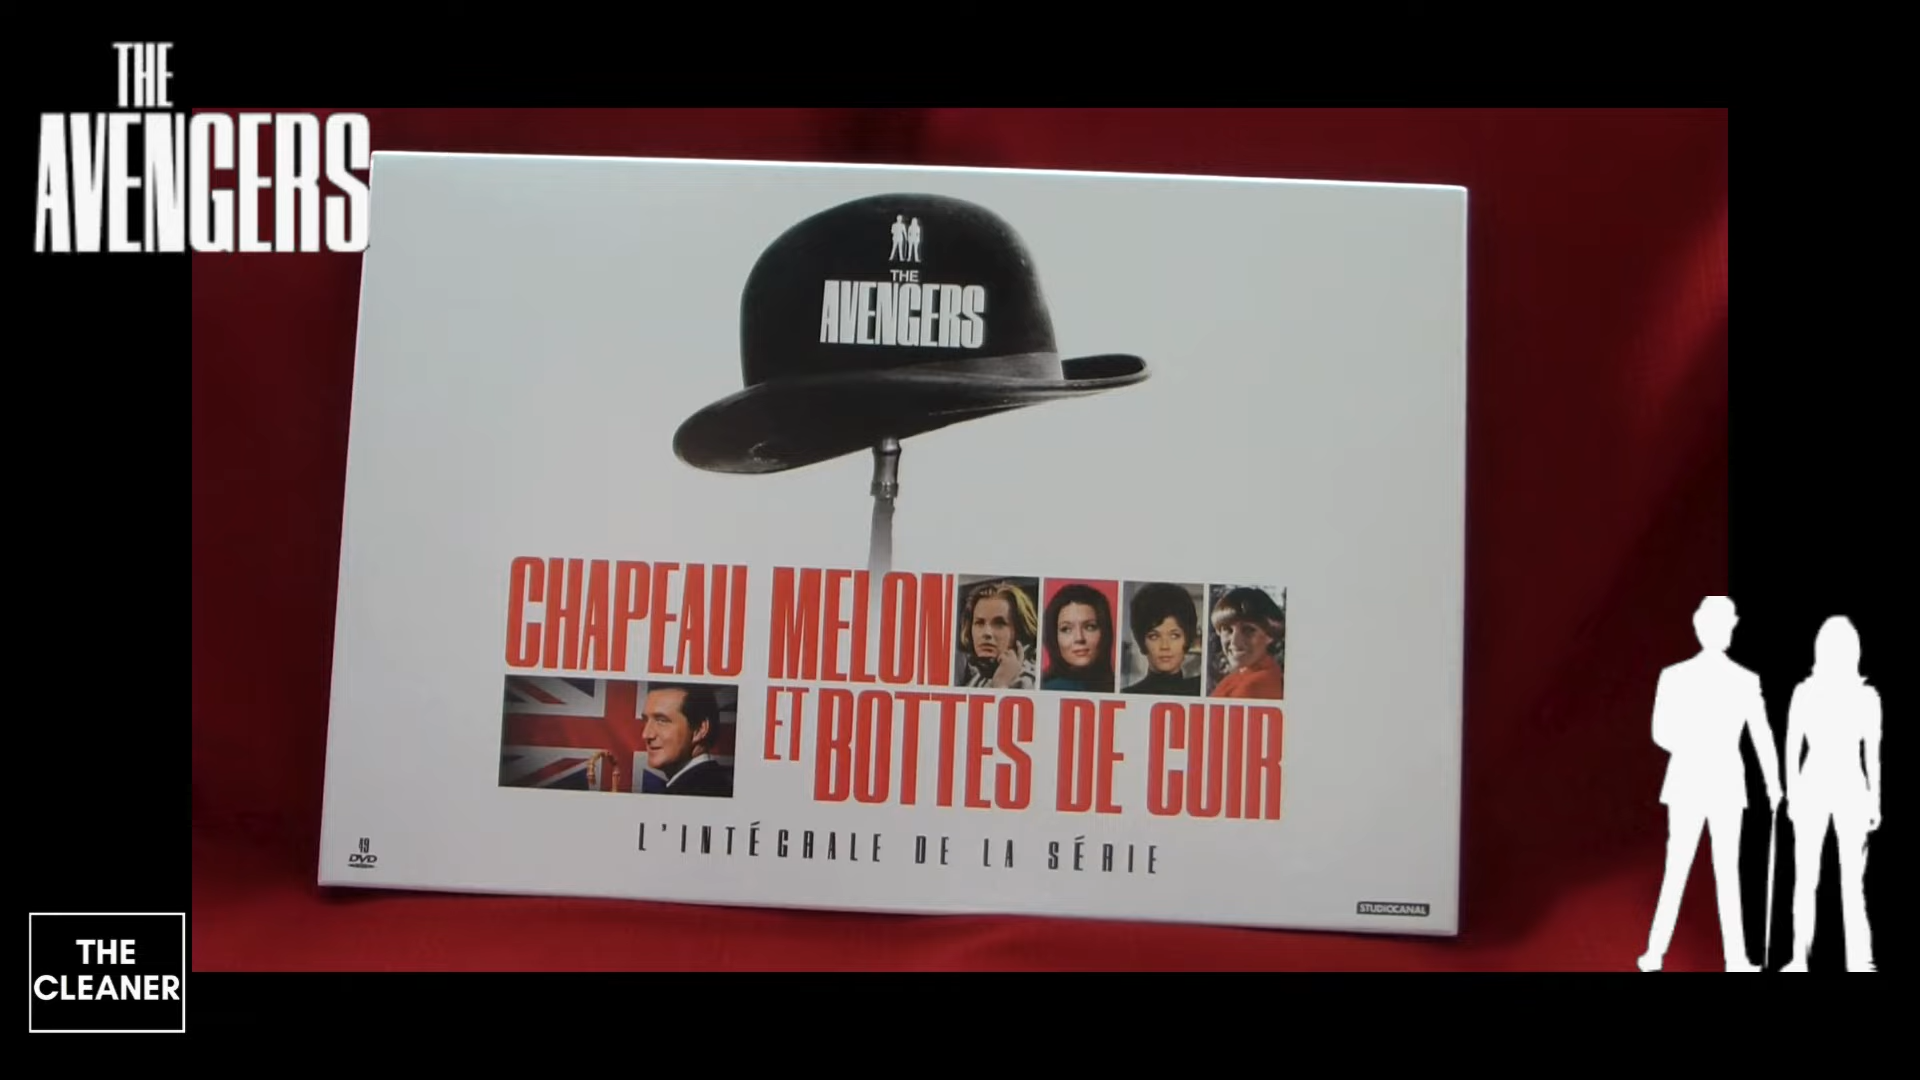 THE
AVENGERS
THE
AVENGERS
CHAPEAU MELON
ET BOTTES DE CUIR
L'INTÉGRALE DE LA SÉRIE
49
DVD
STUDIOCANAL
THE
CLEANER